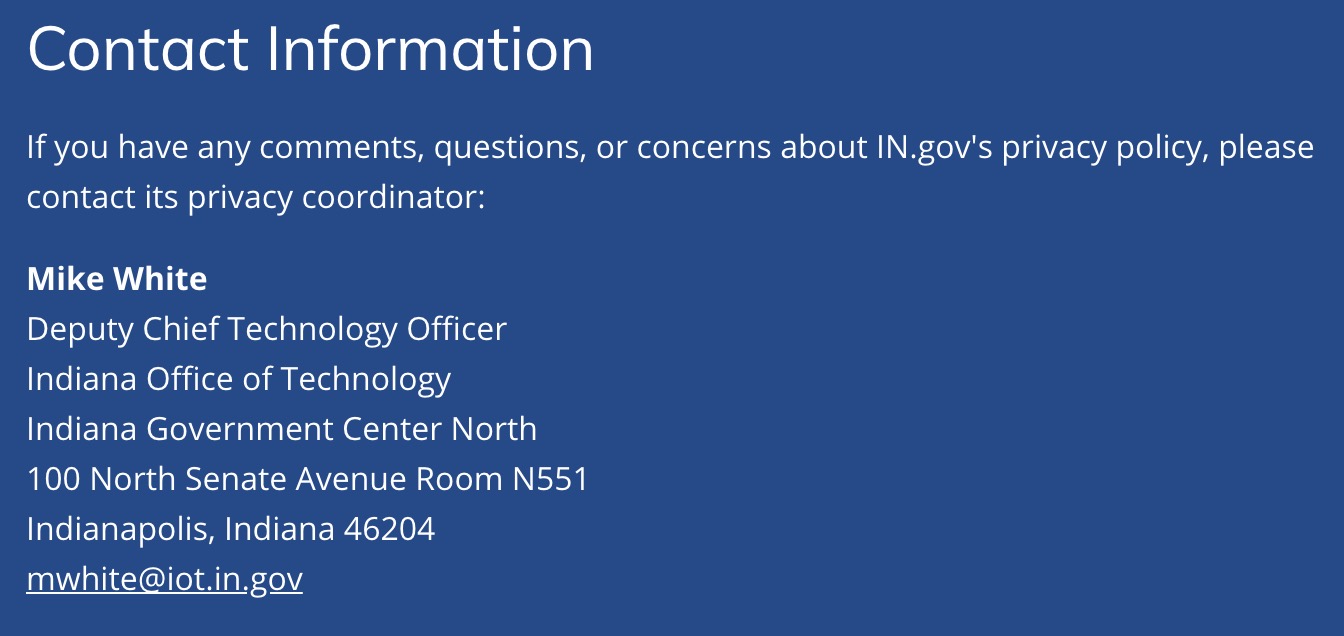 Contact Information
If you have any comments, questions, or concerns about IN.gov's privacy policy, please
contact its privacy coordinator:
Mike White
Deputy Chief Technology Officer
Indiana Office of Technology
Indiana Government Center North
100 North Senate Avenue Room N551
Indianapolis, Indiana 46204
mwhite@iot.in.gov